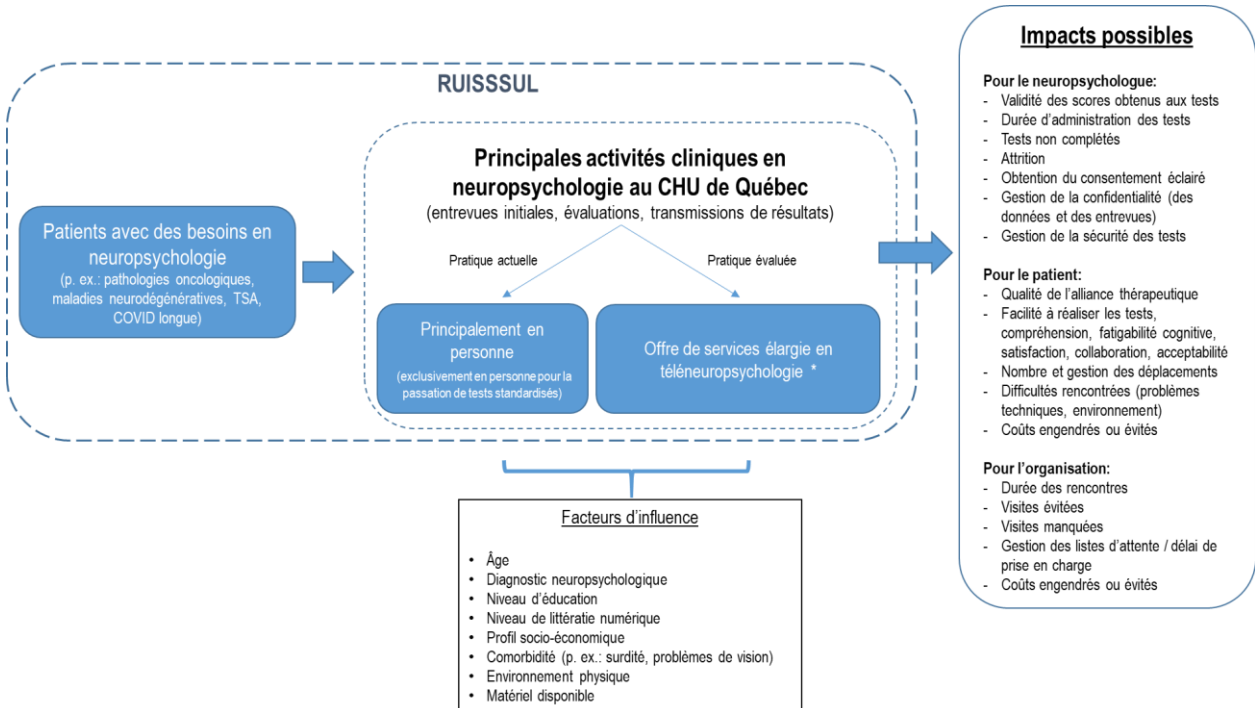 RUISSSUL
Patients avec des besoins en
neuropsychologie
(p. ex.: pathologies oncologiques,
maladies neurodégénératives, TSA,
COVID longue)
Principales activités cliniques en
neuropsychologie au CHU de Québec
(entrevues initiales, évaluations, transmissions de résultats)
Pratique actuelle
Pratique évaluée
Principalement en
personne
(exclusivement en personne pour la
passation de tests standardisés)
Offre de services élargie en
téléneuropsychologie *
Facteurs d'influence
• Âge
• Diagnostic neuropsychologique
• Niveau d'éducation
• Niveau de littératie numérique
• Profil socio-économique
• Comorbidité (p. ex.: surdité, problèmes de vision)
• Environnement physique
• Matériel disponible
Impacts possibles
Pour le neuropsychologue:
- Validité des scores obtenus aux tests
- Durée d'administration des tests
- Tests non complétés
- Attrition
- Obtention du consentement éclairé
- Gestion de la confidentialité (des
données et des entrevues)
- Gestion de la sécurité des tests
Pour le patient:
- Qualité de l'alliance thérapeutique
- Facilité à réaliser les tests,
compréhension, fatigabilité cognitive,
satisfaction, collaboration, acceptabilité
- Nombre et gestion des déplacements
- Difficultés rencontrées (problèmes
techniques, environnement)
- Coûts engendrés ou évités
Pour l'organisation:
- Durée des rencontres
- Visites évitées
- Visites manquées
- Gestion des listes d'attente / délai de
prise en charge
- Coûts engendrés ou évités